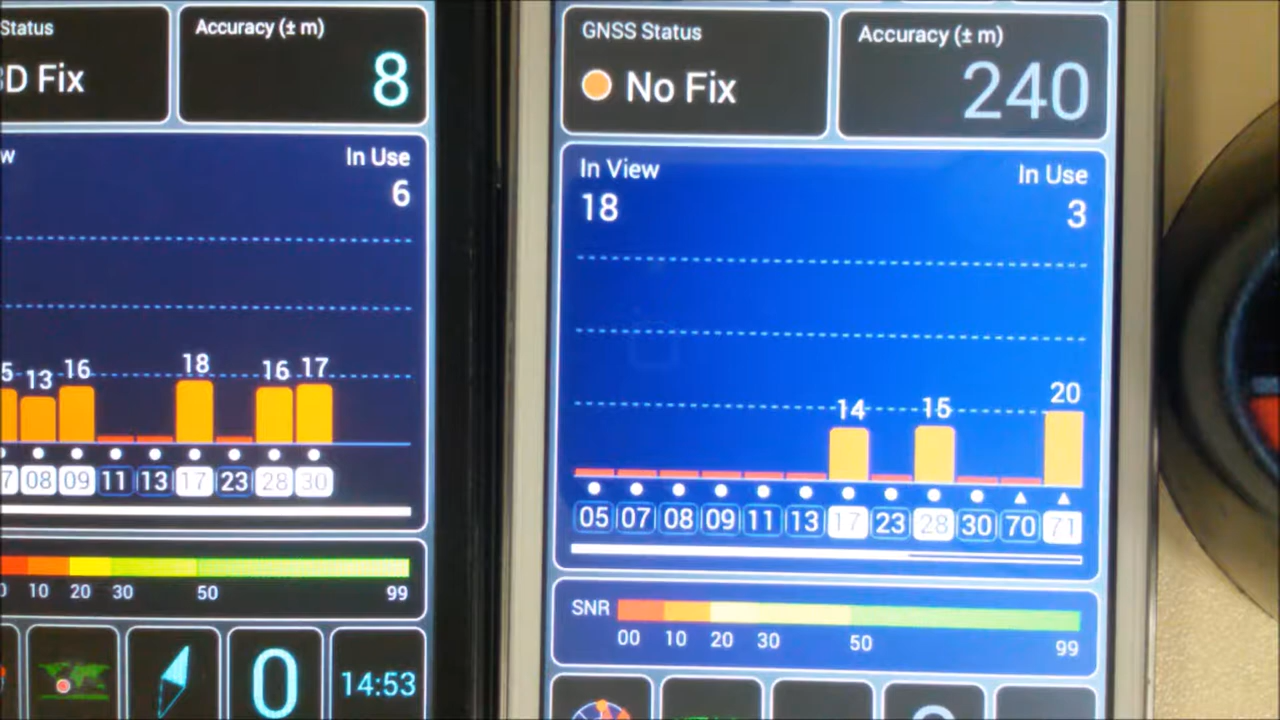 Status
Accuracy (± m)
D Fix
8
w
In Use
6
5 13 16 18 16 17
7 08 09 11 13 17 23 28 30
0 10 20 30 50 99
0
14:53
GNSS Status
Accuracy (± m)
No Fix
240
In View
In Use
18
3
14 15 20
05 07 08 09 11 13 17 23 28 30 70 71
SNR
00 10 20 30 50 99